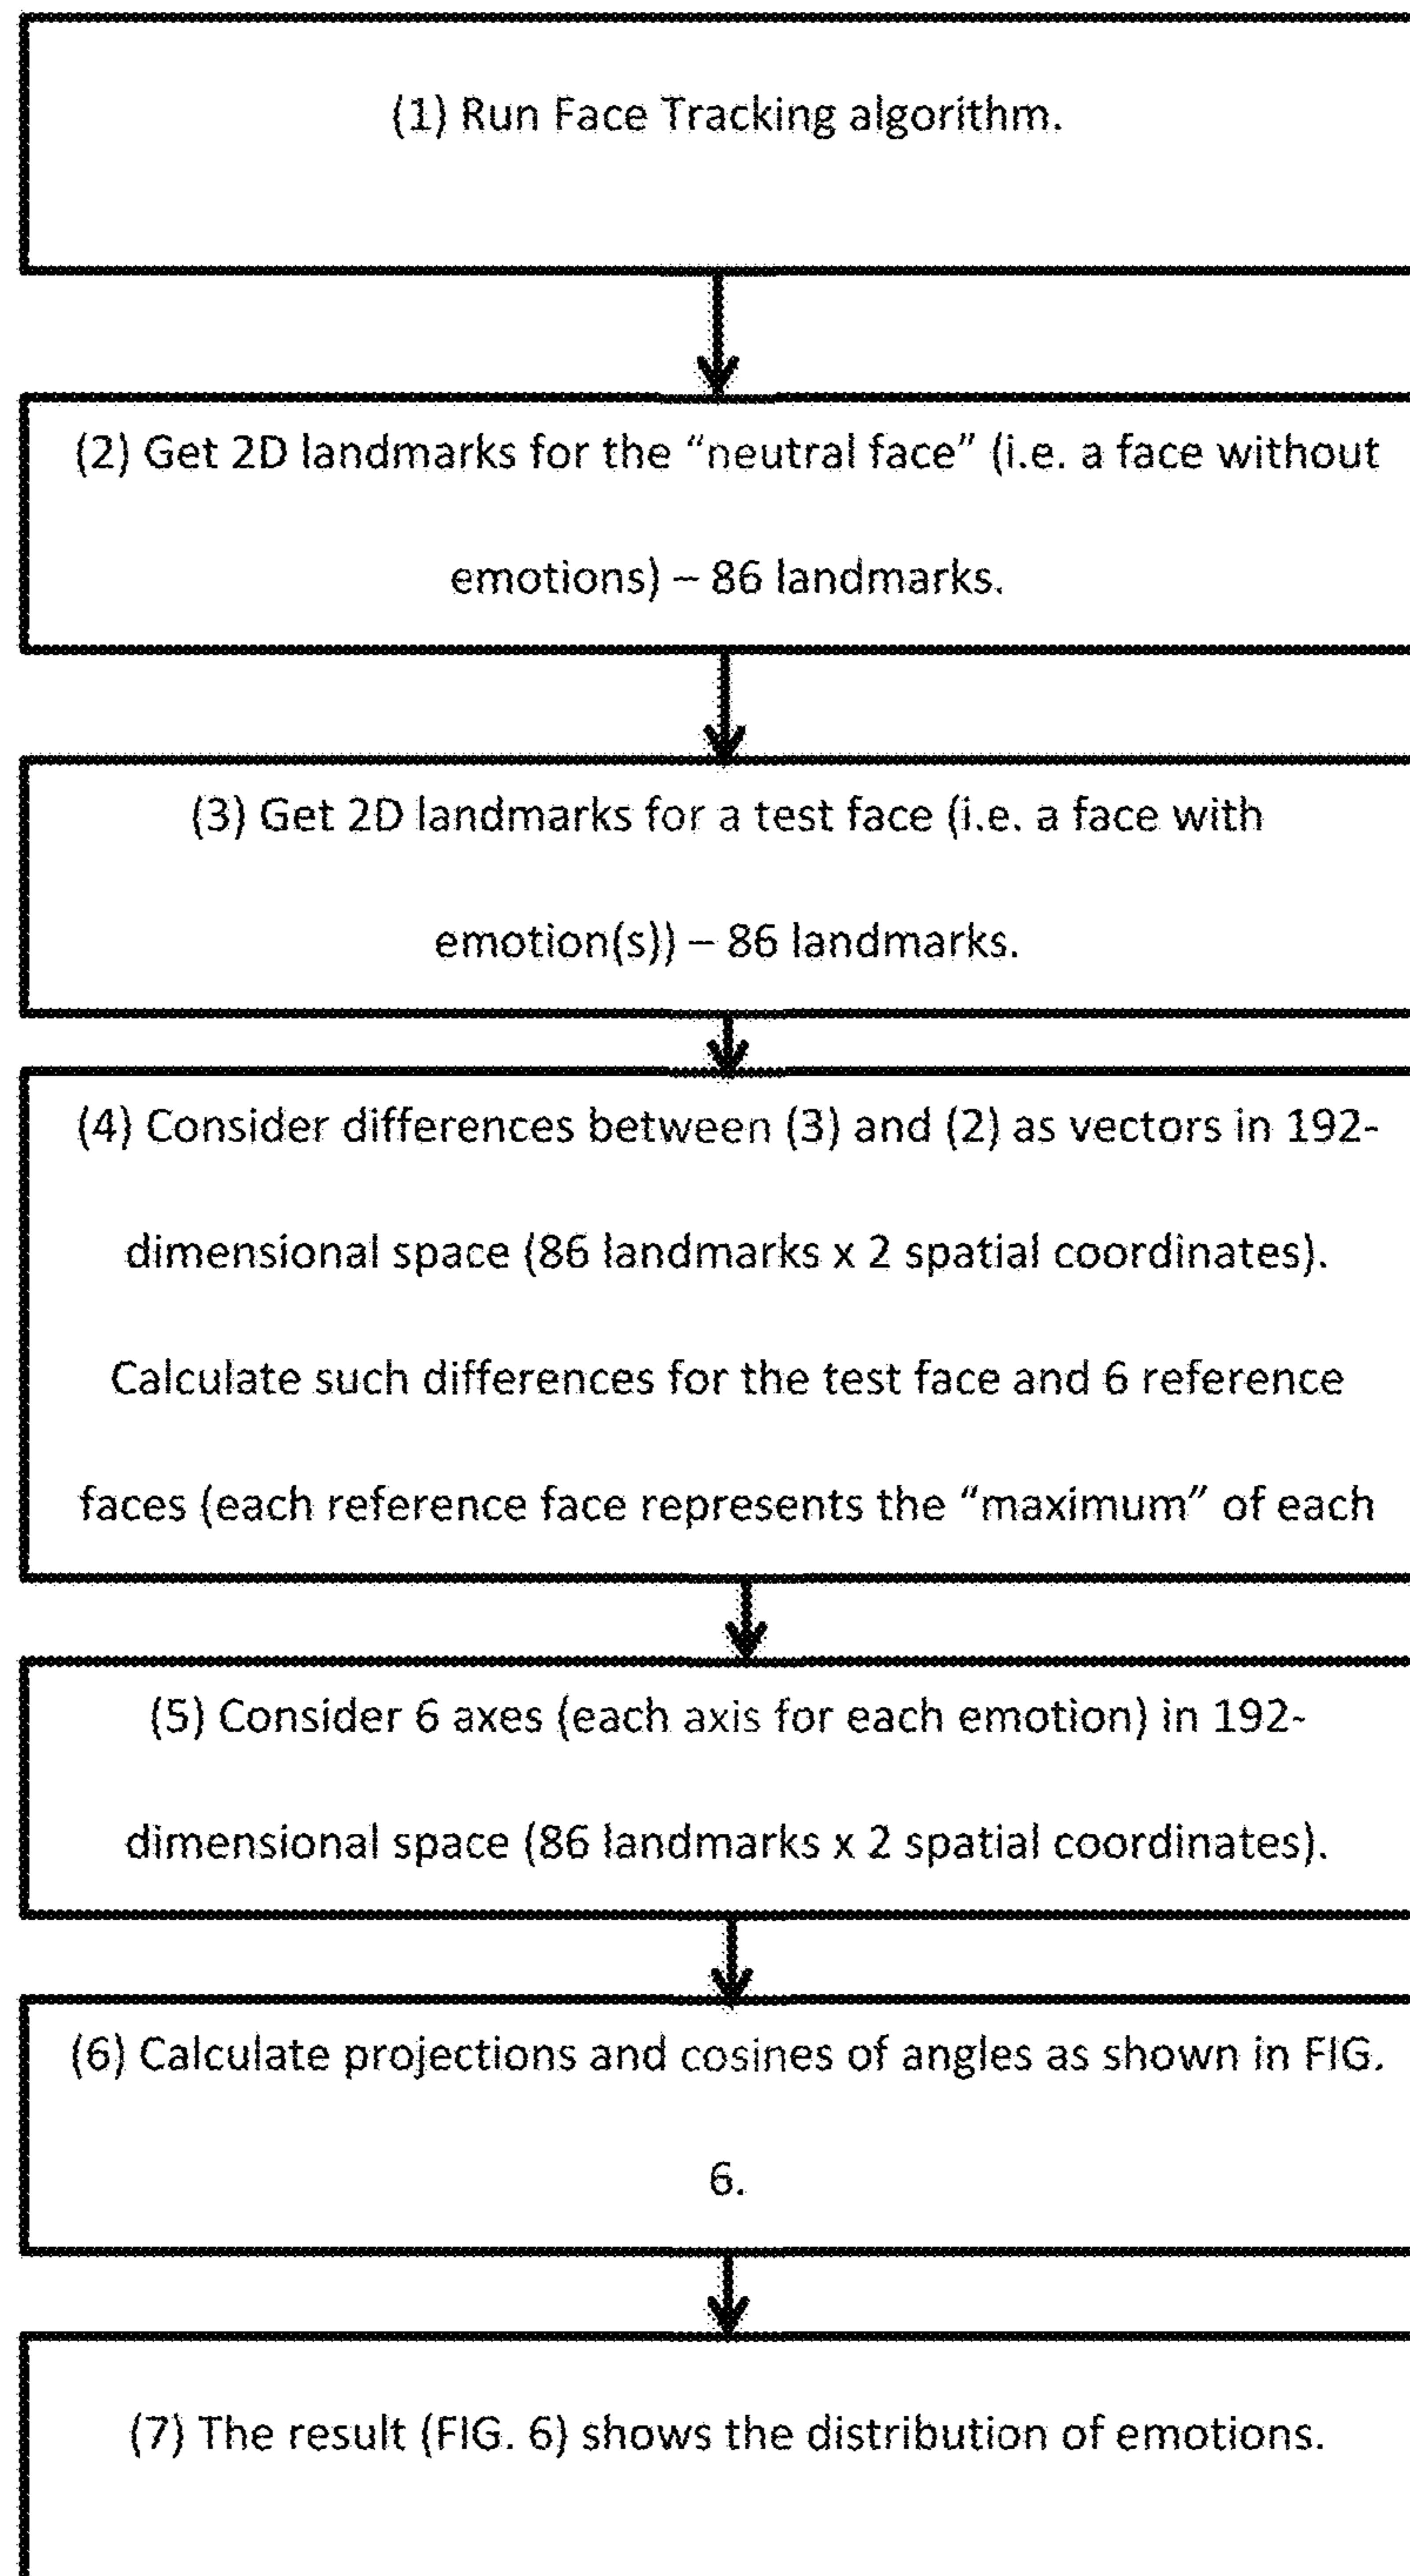 (1) Run Face Tracking algorithm.
(2) Get 2D landmarks for the “neutral face” (i.e. a face without
emotions) – 86 landmarks.
(3) Get 2D landmarks for a test face (i.e. a face with
emotion(s)) – 86 landmarks.
(4) Consider differences between (3) and (2) as vectors in 192-
dimensional space (86 landmarks x 2 spatial coordinates).
Calculate such differences for the test face and 6 reference
faces (each reference face represents the “maximum” of each
(5) Consider 6 axes (each axis for each emotion) in 192-
dimensional space (86 landmarks x 2 spatial coordinates).
(6) Calculate projections and cosines of angles as shown in FIG.
6.
(7) The result (FIG. 6) shows the distribution of emotions.